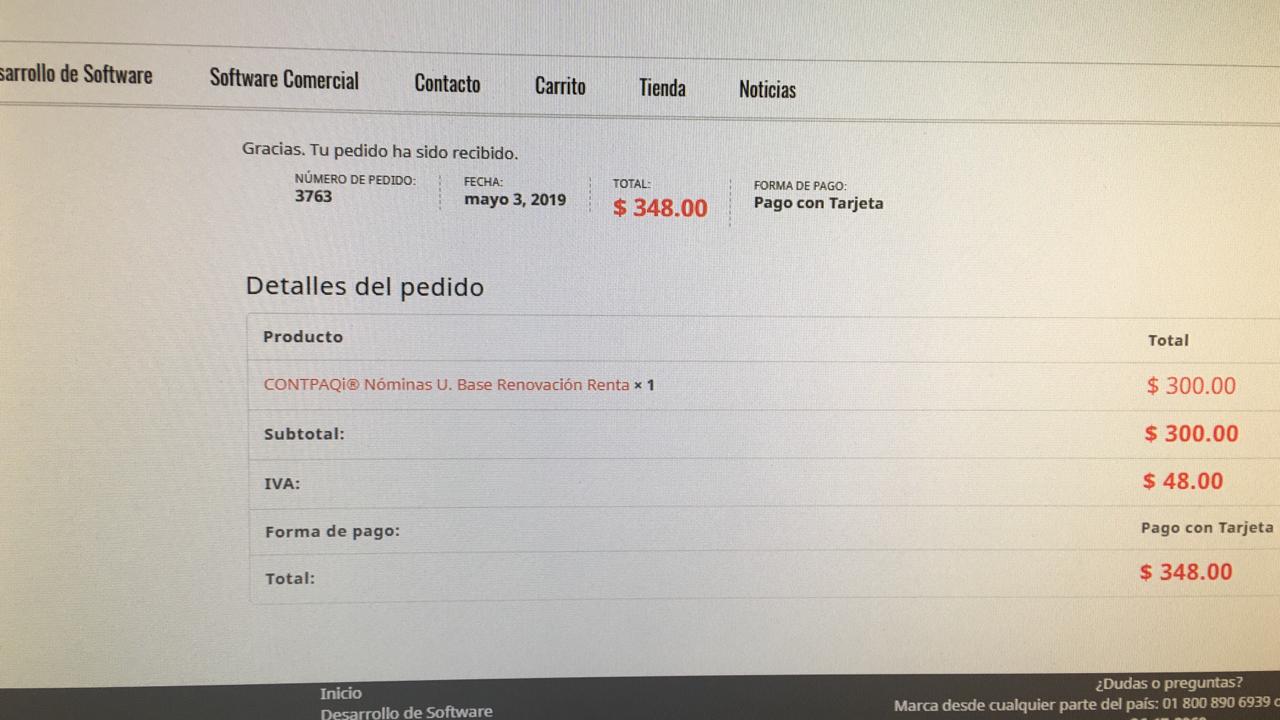 sarrollo de Software Software Comercial Contacto Carrito Tienda Noticias
Gracias. Tu pedido ha sido recibido.
NÚMERO DE PEDIDO: FECHA: TOTAL: FORMA DE PAGO:
3763 mayo 3, 2019 $ 348.00 Pago con Tarjeta
Detalles del pedido
Producto Total
CONTPAQi® Nóminas U. Base Renovación Renta × 1 $ 300.00
Subtotal: $ 300.00
IVA: $ 48.00
Forma de pago: Pago con Tarjeta
Total: $ 348.00
Inicio
Desarrollo de Software
¿Dudas o preguntas?
Marca desde cualquier parte del país: 01 800 890 6939